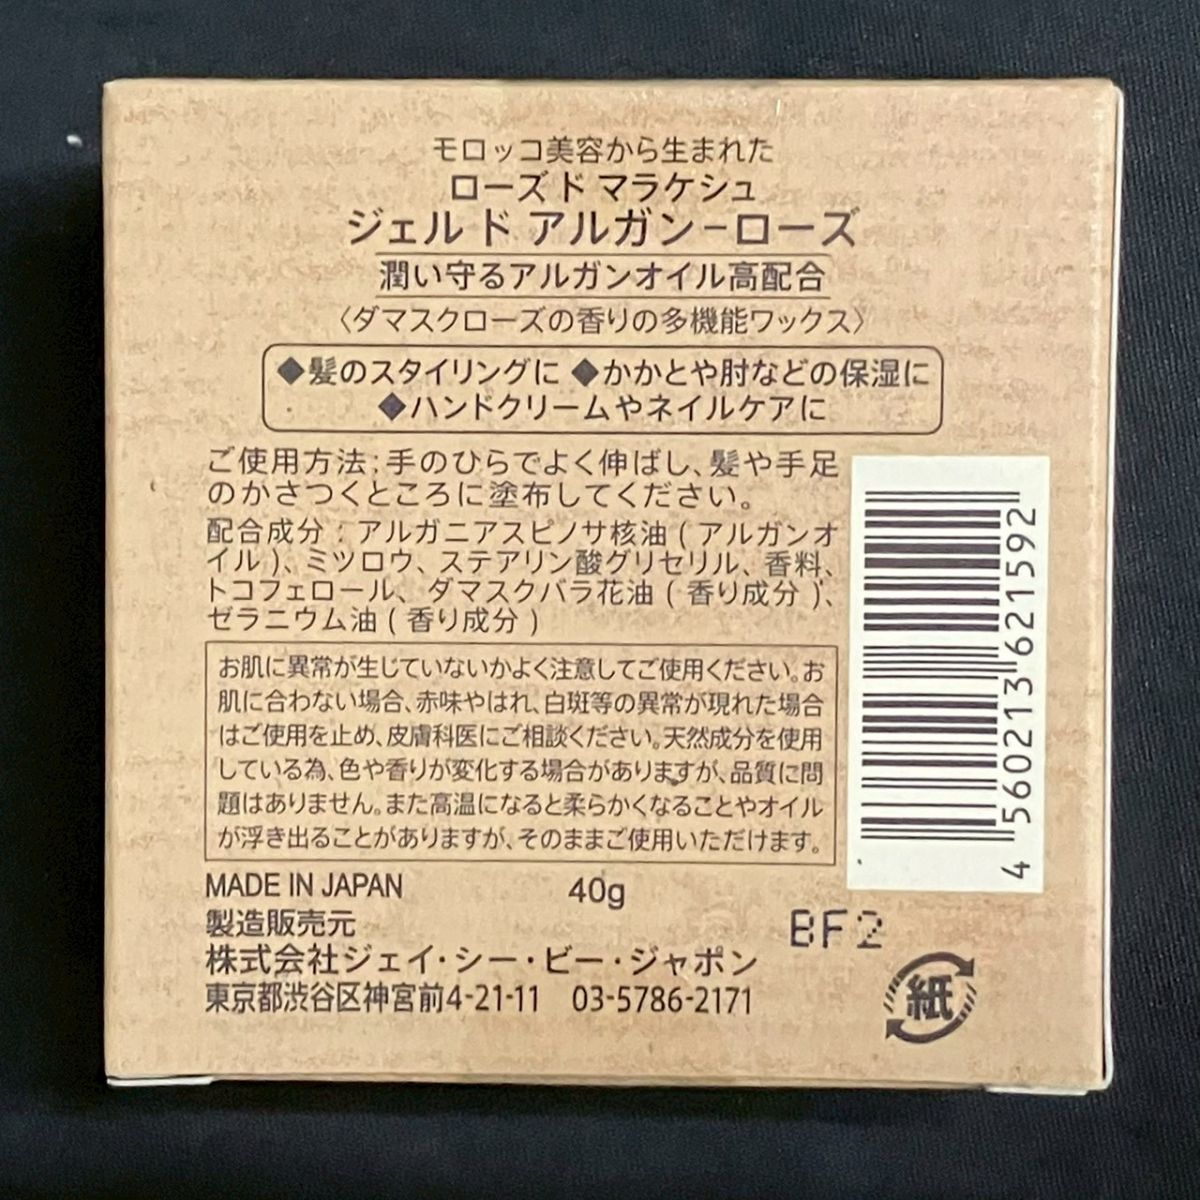 モロッコ美容から生まれた
ローズ ド マラケシュ
ジェル ド アルガン-ローズ
潤い守るアルガンオイル高配合
〈ダマスクローズの香りの多機能ワックス〉
◆髪のスタイリングに ◆かかとや肘などの保湿に
◆ハンドクリームやネイルケアに
ご使用方法;手のひらでよく伸ばし、髪や手足
のかさつくところに塗布してください。
配合成分 : アルガニアスピノサ核油 ( アルガンオ
イル )、ミツロウ、ステアリン酸グリセリル、香料、
トコフェロール、ダマスクバラ花油 ( 香り成分 )、
ゼラニウム油 ( 香り成分 )
お肌に異常が生じていないかよく注意してご使用ください。お
肌に合わない場合、赤味やはれ、白斑等の異常が現れた場合
はご使用を止め、皮膚科医にご相談ください。天然成分を使用
している為、色や香りが変化する場合がありますが、品質に問
題はありません。また高温になると柔らかくなることやオイル
が浮き出ることがありますが、そのままご使用いただけます。
MADE IN JAPAN 40g
製造販売元
株式会社ジェイ・シー・ビー・ジャポン
東京都渋谷区神宮前4-21-11 03-5786-2171
4 560213 621592
BF2
紙